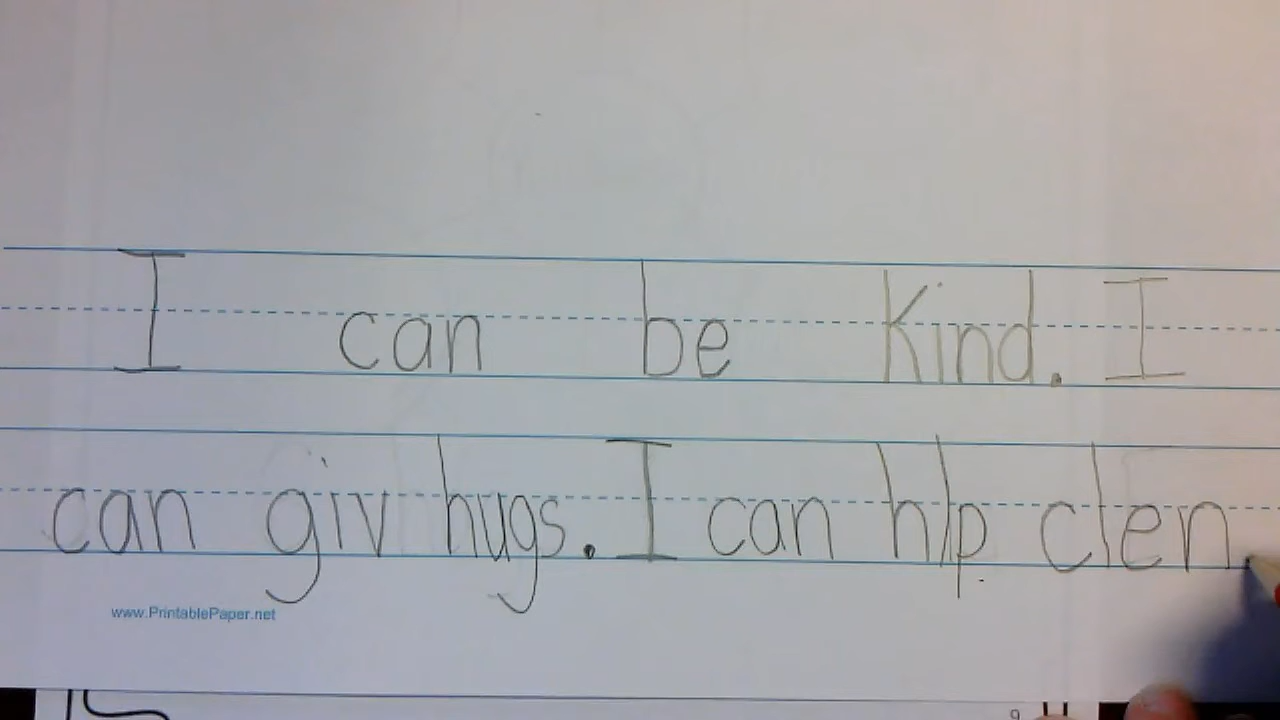 I can be Kind. I
can giv hugs. I can hlp clen.
www.PrintablePaper.net